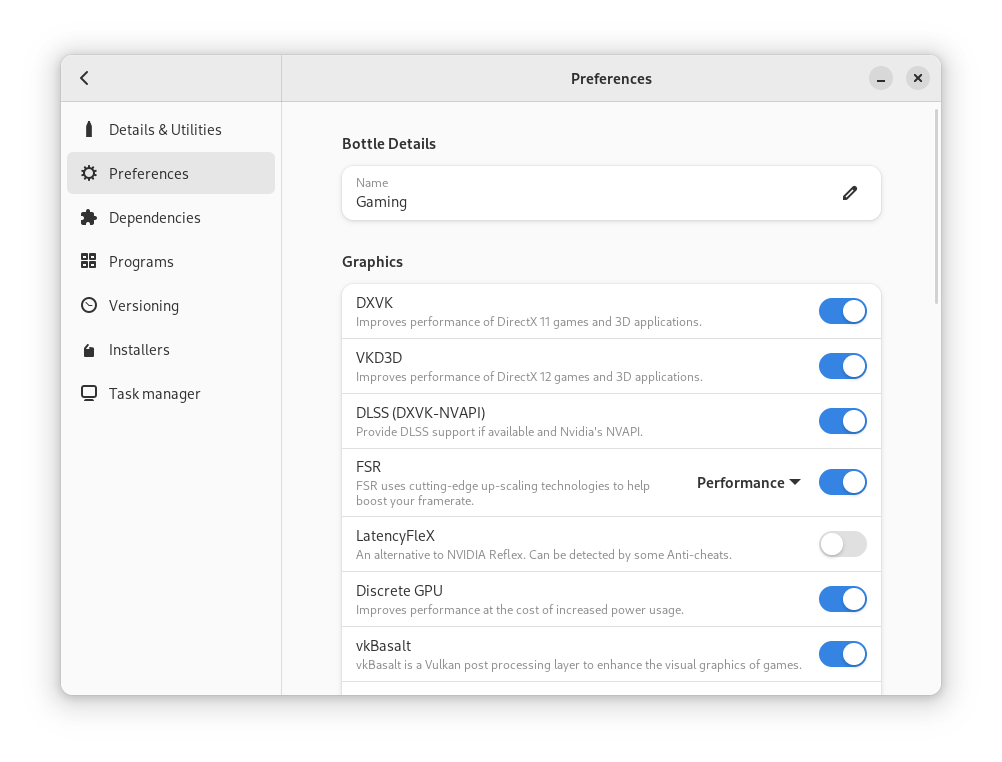 Preferences
Details & Utilities
Preferences
Dependencies
Programs
Versioning
Installers
Task manager
Bottle Details
Name
Gaming
Graphics
DXVK
Improves performance of DirectX 11 games and 3D applications.
VKD3D
Improves performance of DirectX 12 games and 3D applications.
DLSS (DXVK-NVAPI)
Provide DLSS support if available and Nvidia's NVAPI.
FSR
FSR uses cutting-edge up-scaling technologies to help
boost your framerate.
Performance
LatencyFleX
An alternative to NVIDIA Reflex. Can be detected by some Anti-cheats.
Discrete GPU
Improves performance at the cost of increased power usage.
vkBasalt
vkBasalt is a Vulkan post processing layer to enhance the visual graphics of games.